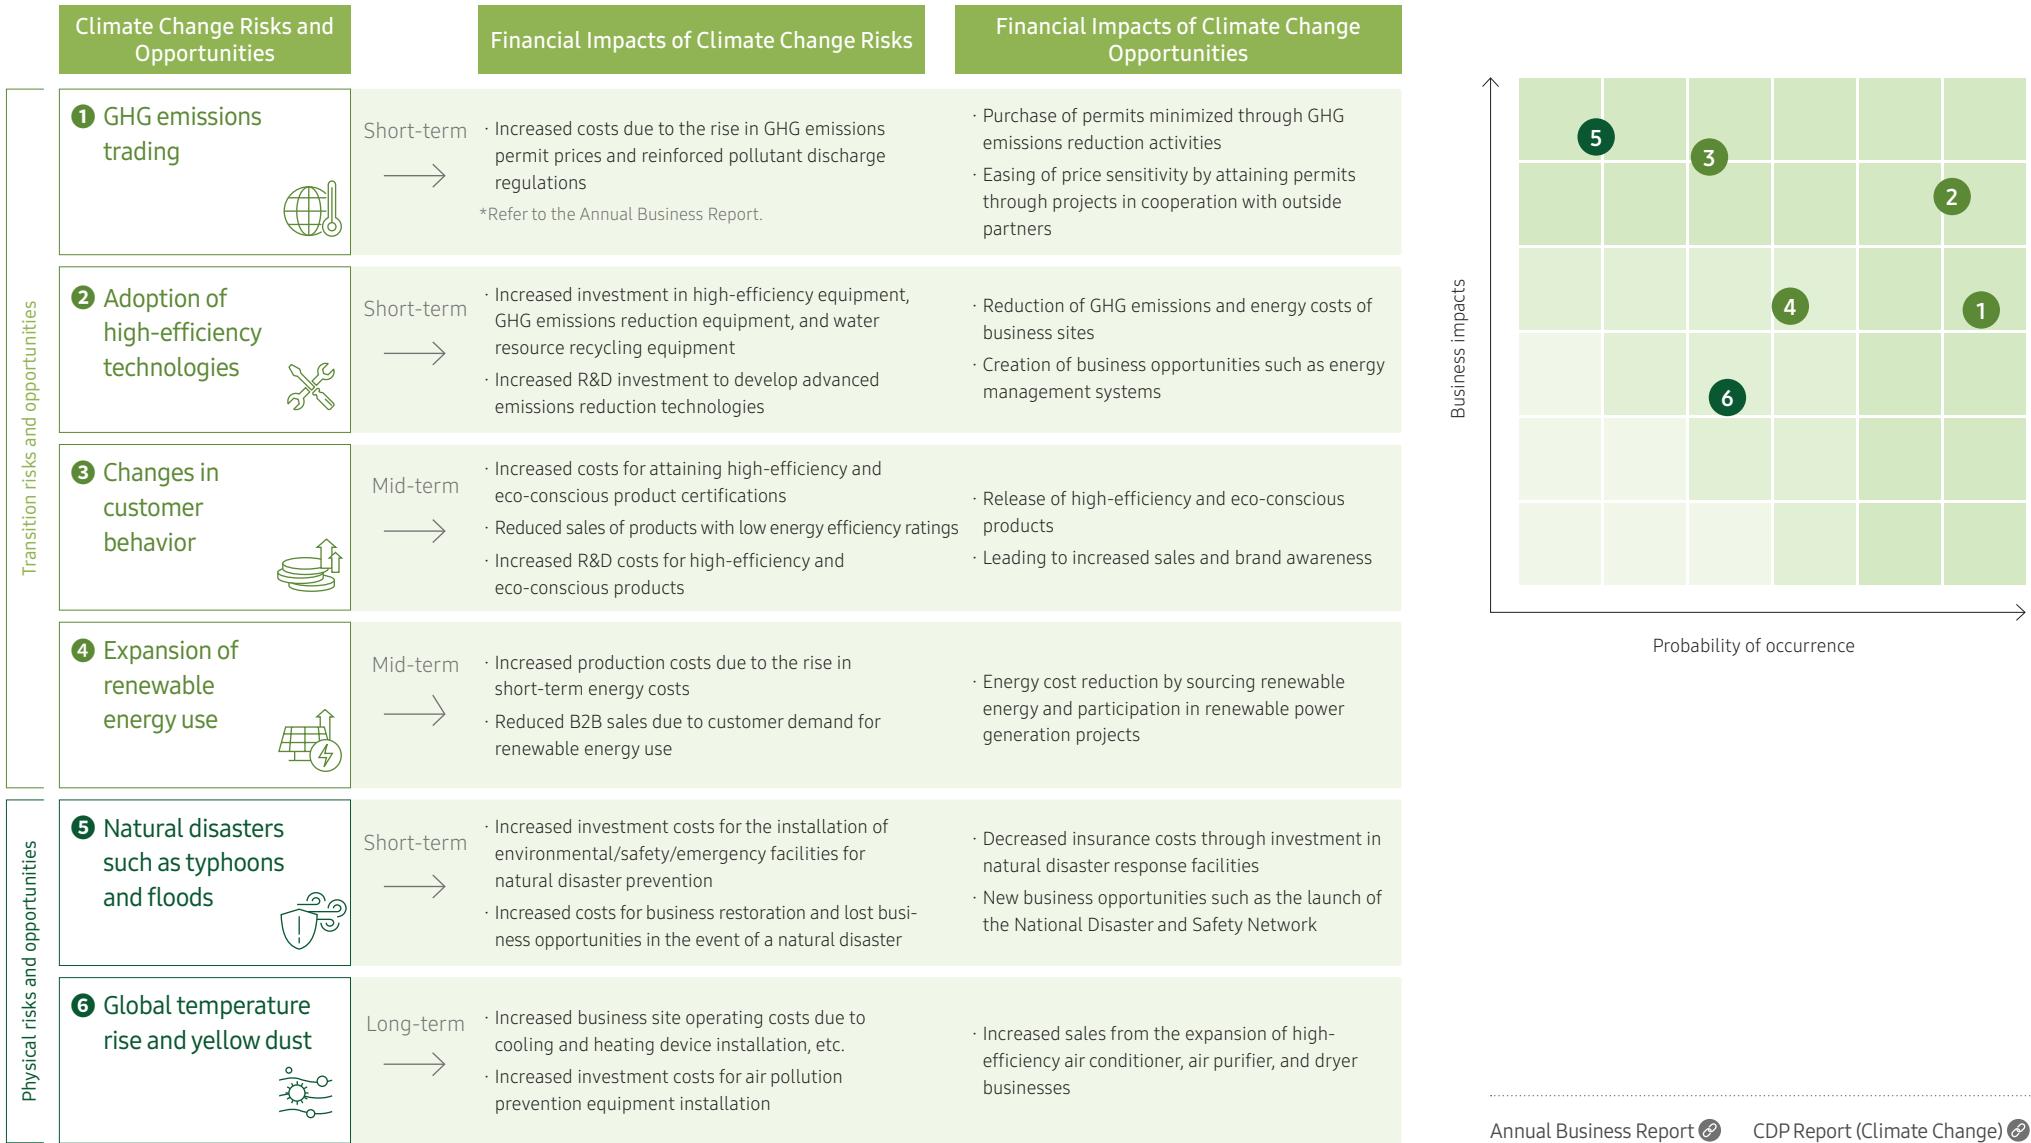 Climate Change Risks and
Opportunities
Financial Impacts of Climate Change Risks
Financial Impacts of Climate Change
Opportunities
Transition risks and opportunities
1 GHG emissions
trading
Short-term
· Increased costs due to the rise in GHG emissions
permit prices and reinforced pollutant discharge
regulations
*Refer to the Annual Business Report.
· Purchase of permits minimized through GHG
emissions reduction activities
· Easing of price sensitivity by attaining permits
through projects in cooperation with outside
partners
2 Adoption of
high-efficiency
technologies
Short-term
· Increased investment in high-efficiency equipment,
GHG emissions reduction equipment, and water
resource recycling equipment
· Increased R&D investment to develop advanced
emissions reduction technologies
· Reduction of GHG emissions and energy costs of
business sites
· Creation of business opportunities such as energy
management systems
3 Changes in
customer
behavior
Mid-term
· Increased costs for attaining high-efficiency and
eco-conscious product certifications
· Reduced sales of products with low energy efficiency ratings
· Increased R&D costs for high-efficiency and
eco-conscious products
· Release of high-efficiency and eco-conscious
products
· Leading to increased sales and brand awareness
4 Expansion of
renewable
energy use
Mid-term
· Increased production costs due to the rise in
short-term energy costs
· Reduced B2B sales due to customer demand for
renewable energy use
· Energy cost reduction by sourcing renewable
energy and participation in renewable power
generation projects
Physical risks and opportunities
5 Natural disasters
such as typhoons
and floods
Short-term
· Increased investment costs for the installation of
environmental/safety/emergency facilities for
natural disaster prevention
· Increased costs for business restoration and lost busi-
ness opportunities in the event of a natural disaster
· Decreased insurance costs through investment in
natural disaster response facilities
· New business opportunities such as the launch of
the National Disaster and Safety Network
6 Global temperature
rise and yellow dust
Long-term
· Increased business site operating costs due to
cooling and heating device installation, etc.
· Increased investment costs for air pollution
prevention equipment installation
· Increased sales from the expansion of high-
efficiency air conditioner, air purifier, and dryer
businesses
Business impacts
5
3
2
4
1
6
Probability of occurrence
Annual Business Report
CDP Report (Climate Change)